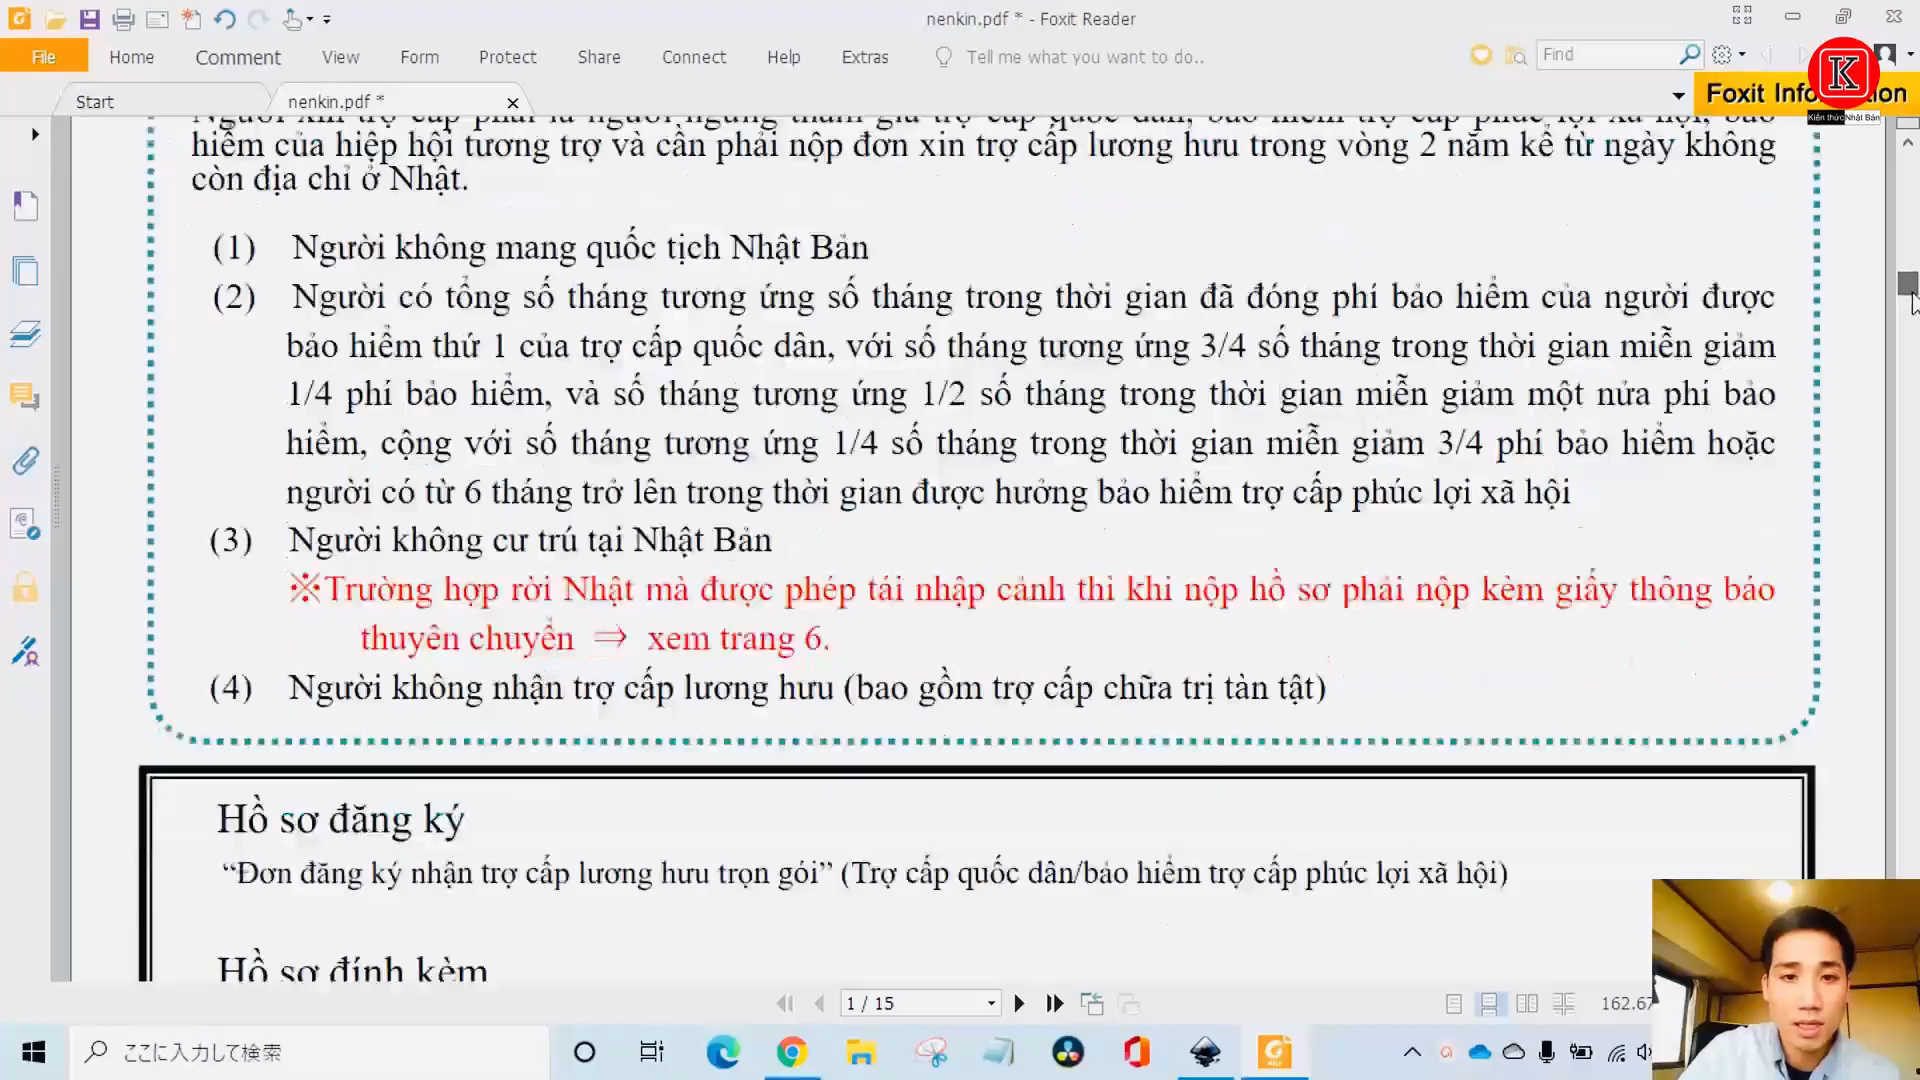 nenkin.pdf * - Foxit Reader
File Home Comment View Form Protect Share Connect Help Extras Tell me what you want to do.. Find
Start nenkin.pdf *
Foxit Infor
K
Kiến thức Nhật Bản
hiểm của hiệp hội tương trợ và cần phải nộp đơn xin trợ cấp lương hưu trong vòng 2 năm kể từ ngày không
còn địa chỉ ở Nhật.
(1) Người không mang quốc tịch Nhật Bản
(2) Người có tổng số tháng tương ứng số tháng trong thời gian đã đóng phí bảo hiểm của người được
bảo hiểm thứ 1 của trợ cấp quốc dân, với số tháng tương ứng 3/4 số tháng trong thời gian miễn giảm
1/4 phí bảo hiểm, và số tháng tương ứng 1/2 số tháng trong thời gian miễn giảm một nửa phí bảo
hiểm, cộng với số tháng tương ứng 1/4 số tháng trong thời gian miễn giảm 3/4 phí bảo hiểm hoặc
người có từ 6 tháng trở lên trong thời gian được hưởng bảo hiểm trợ cấp phúc lợi xã hội
(3) Người không cư trú tại Nhật Bản
※Trường hợp rời Nhật mà được phép tái nhập cảnh thì khi nộp hồ sơ phải nộp kèm giấy thông báo
thuyên chuyển ⇒ xem trang 6.
(4) Người không nhận trợ cấp lương hưu (bao gồm trợ cấp chữa trị tàn tật)
Hồ sơ đăng ký
“Đơn đăng ký nhận trợ cấp lương hưu trọn gói” (Trợ cấp quốc dân/bảo hiểm trợ cấp phúc lợi xã hội)
Hồ sơ đính kèm
1 / 15
162.67
ここに入力して検索